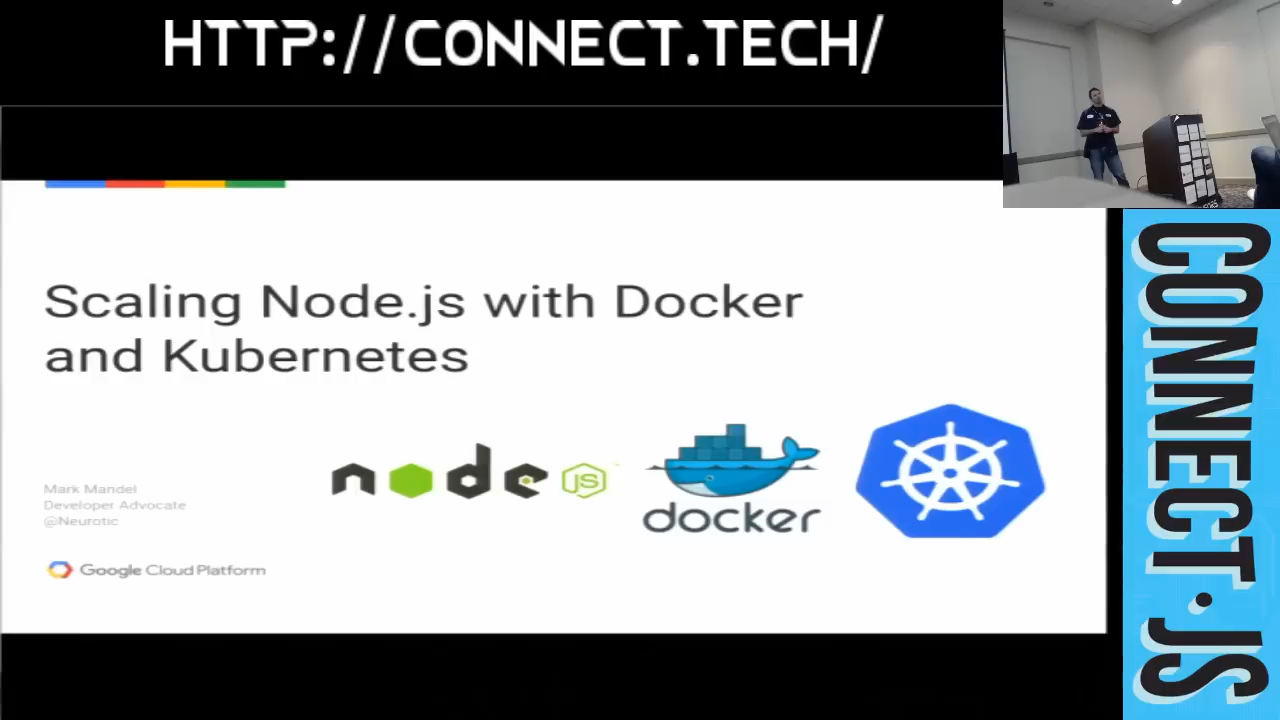 HTTP://CONNECT.TECH/
Scaling Node.js with Docker
and Kubernetes
node
JS
docker
Mark Mandel
Developer Advocate
@Neurotic
Google Cloud Platform
CONNECT.JS